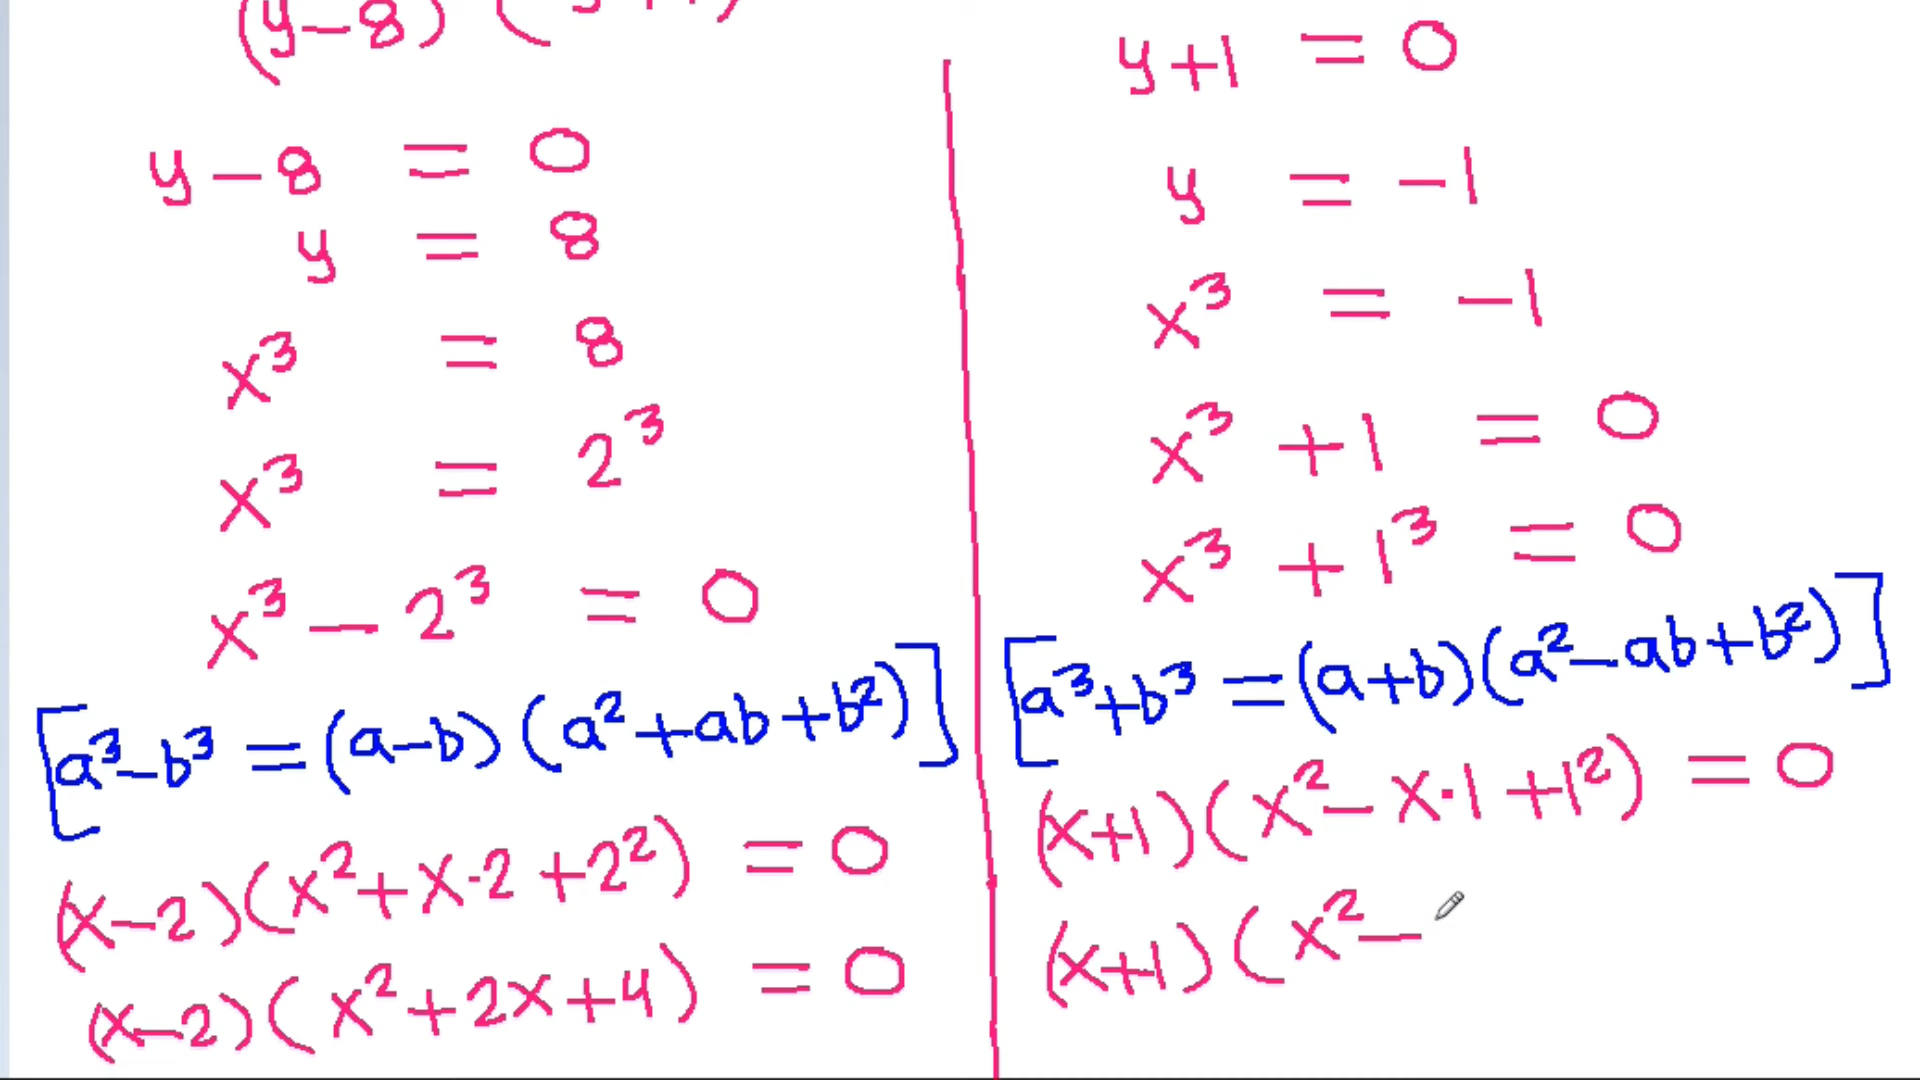 (y-8)
y-8 = 0
y = 8
x³ = 8
x³ = 2³
x³ - 2³ = 0
[a³-b³ = (a-b)(a²+ab+b²)]
(x-2)(x²+x·2+2²) = 0
(x-2)(x²+2x+4) = 0
y+1 = 0
y = -1
x³ = -1
x³ + 1 = 0
x³ + 1³ = 0
[a³+b³ = (a+b)(a²-ab+b²)]
(x+1)(x²-x·1+1²) = 0
(x+1)(x²-